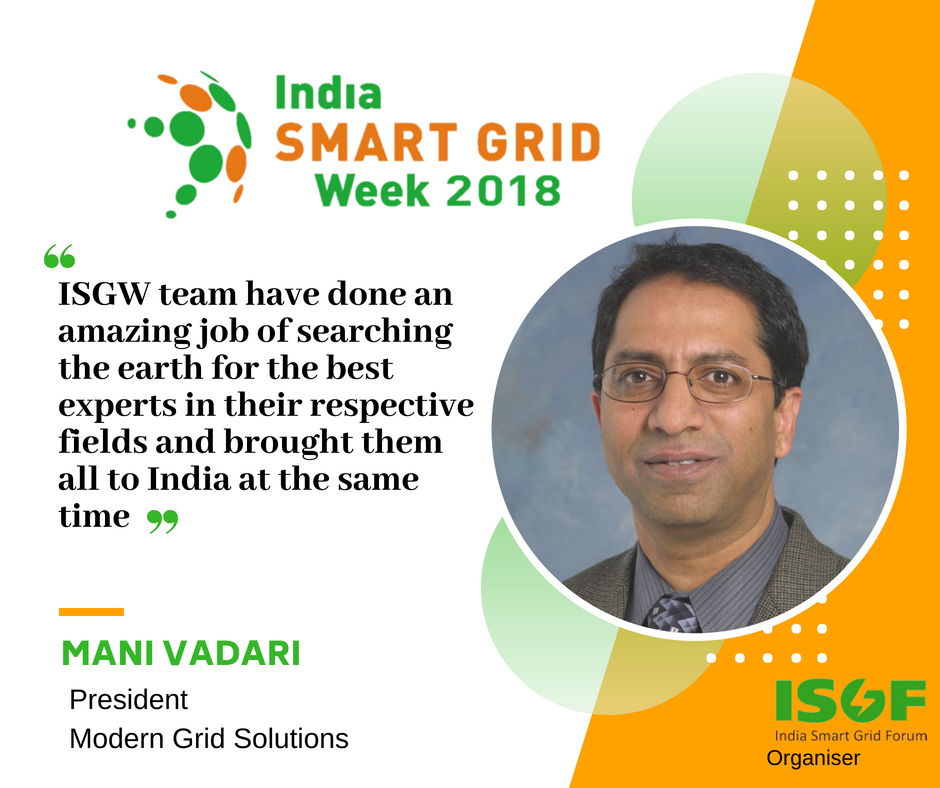 India
SMART GRID
Week 2018
“
ISGW team have done an
amazing job of searching
the earth for the best
experts in their respective
fields and brought them
all to India at the same
time ”
MANI VADARI
President
Modern Grid Solutions
ISGF
India Smart Grid Forum
Organiser